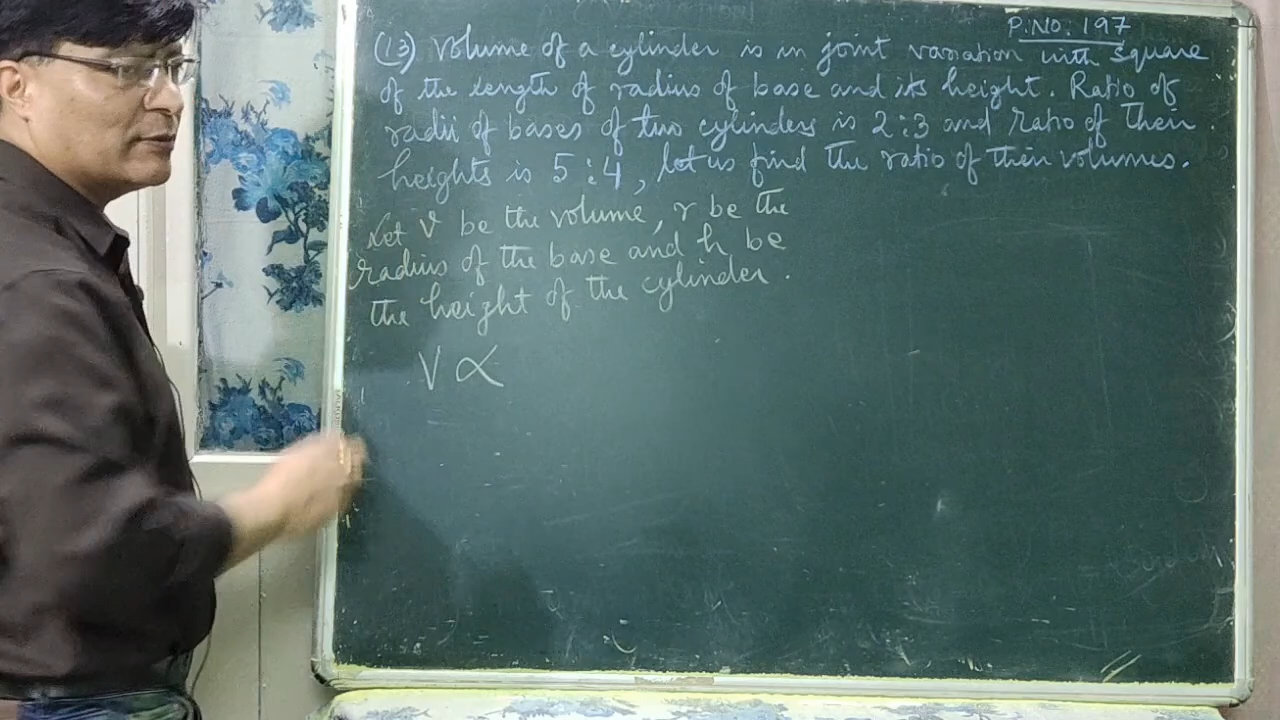 P.NO. 197
(13) Volume of a cylinder is in joint variation with square
of the length of radius of base and its height. Ratio of
radii of bases of two cylinders is 2:3 and ratio of their
heights is 5:4, let us find the ratio of their volumes.
Let V be the volume, r be the
radius of the base and h be
the height of the cylinder.
V ∝